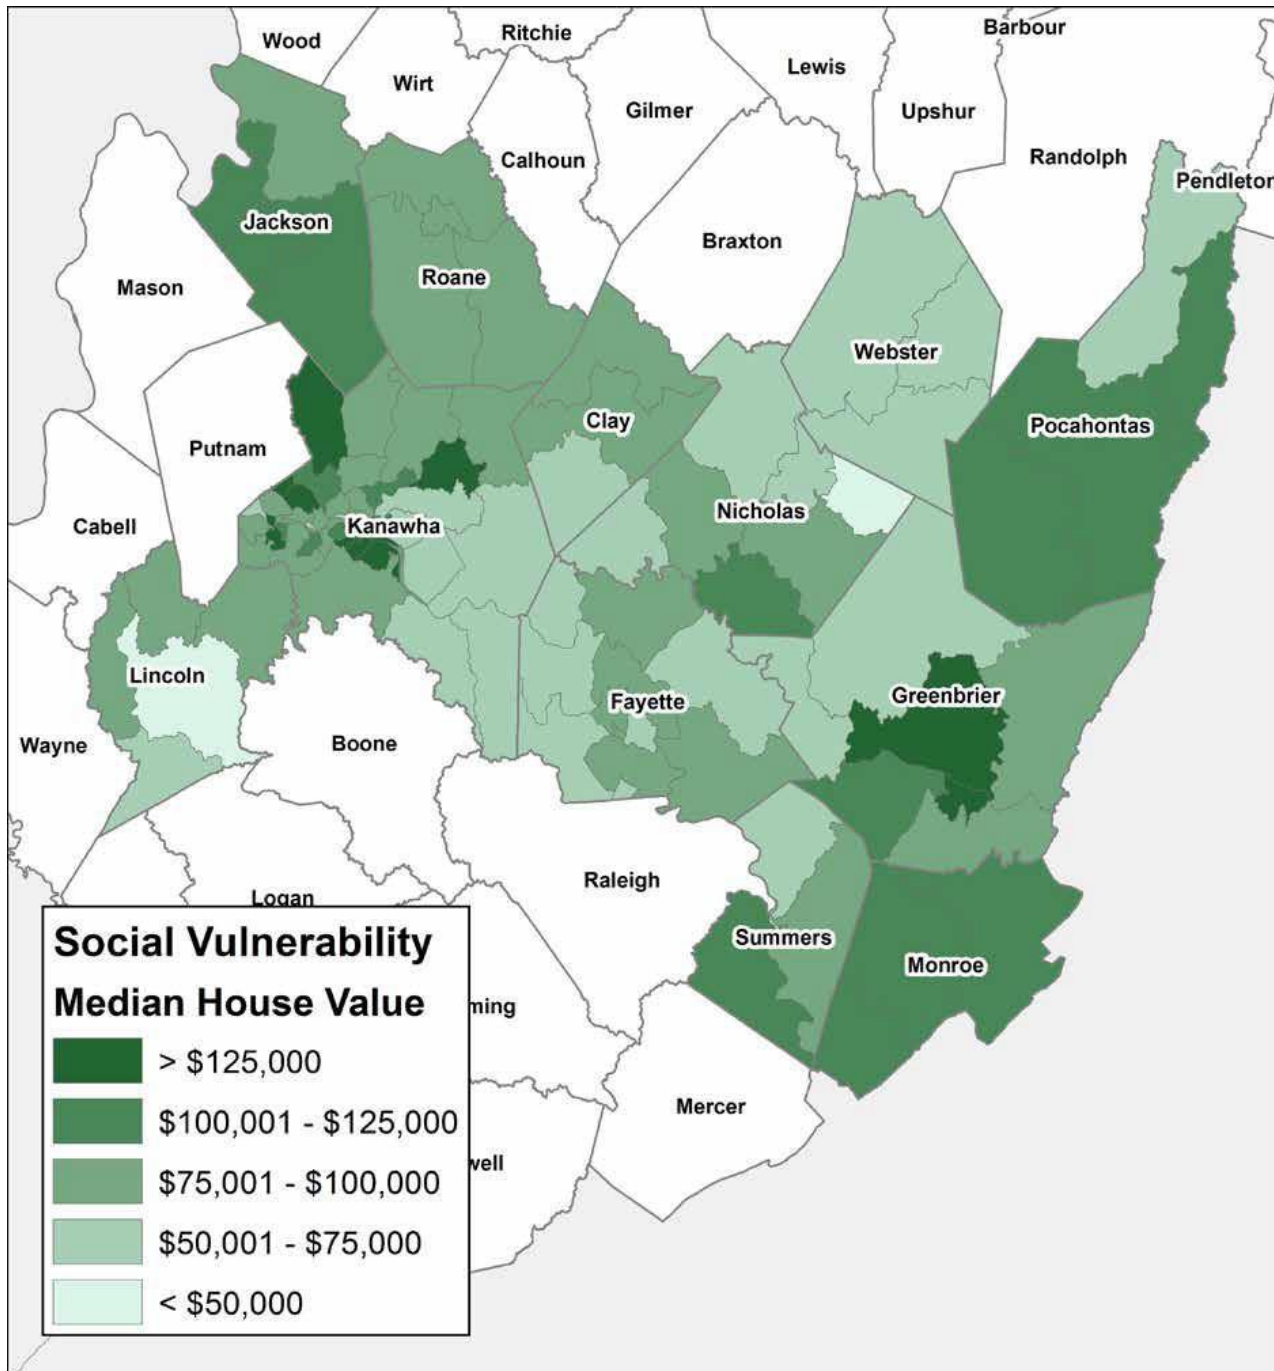 Wood
Ritchie
Barbour
Wirt
Lewis
Gilmer
Upshur
Calhoun
Randolph
Pendleton
Jackson
Braxton
Roane
Mason
Webster
Clay
Pocahontas
Putnam
Nicholas
Cabell
Kanawha
Lincoln
Greenbrier
Fayette
Wayne
Boone
Raleigh
Logan
Summers
Monroe
ming
Mercer
well
Social Vulnerability
Median House Value
> $125,000
$100,001 - $125,000
$75,001 - $100,000
$50,001 - $75,000
< $50,000